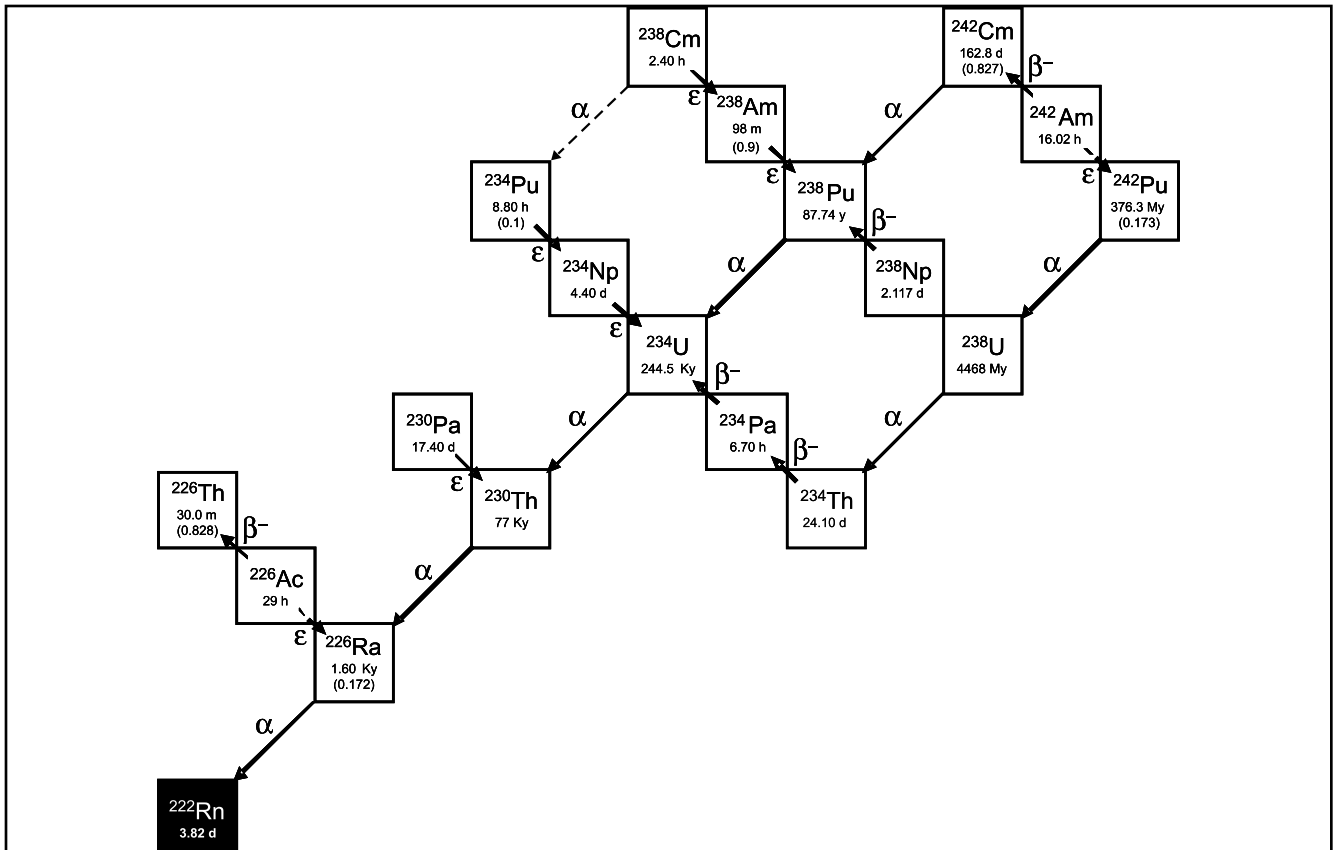 ²³⁸Cm
2.40 h
²⁴²Cm
162.8 d
(0.827)
β⁻
ε
α
²³⁸Am
98 m
(0.9)
α
²⁴²Am
16.02 h
ε
ε
²³⁴Pu
8.80 h
(0.1)
²³⁸Pu
87.74 y
²⁴²Pu
376.3 My
(0.173)
β⁻
ε
²³⁴Np
4.40 d
α
²³⁸Np
2.117 d
α
ε
²³⁴U
244.5 Ky
²³⁸U
4468 My
β⁻
²³⁰Pa
17.40 d
α
²³⁴Pa
6.70 h
α
β⁻
ε
²³⁰Th
77 Ky
²³⁴Th
24.10 d
²²⁶Th
30.0 m
(0.828)
β⁻
²²⁶Ac
29 h
α
ε
²²⁶Ra
1.60 Ky
(0.172)
α
²²²Rn
3.82 d